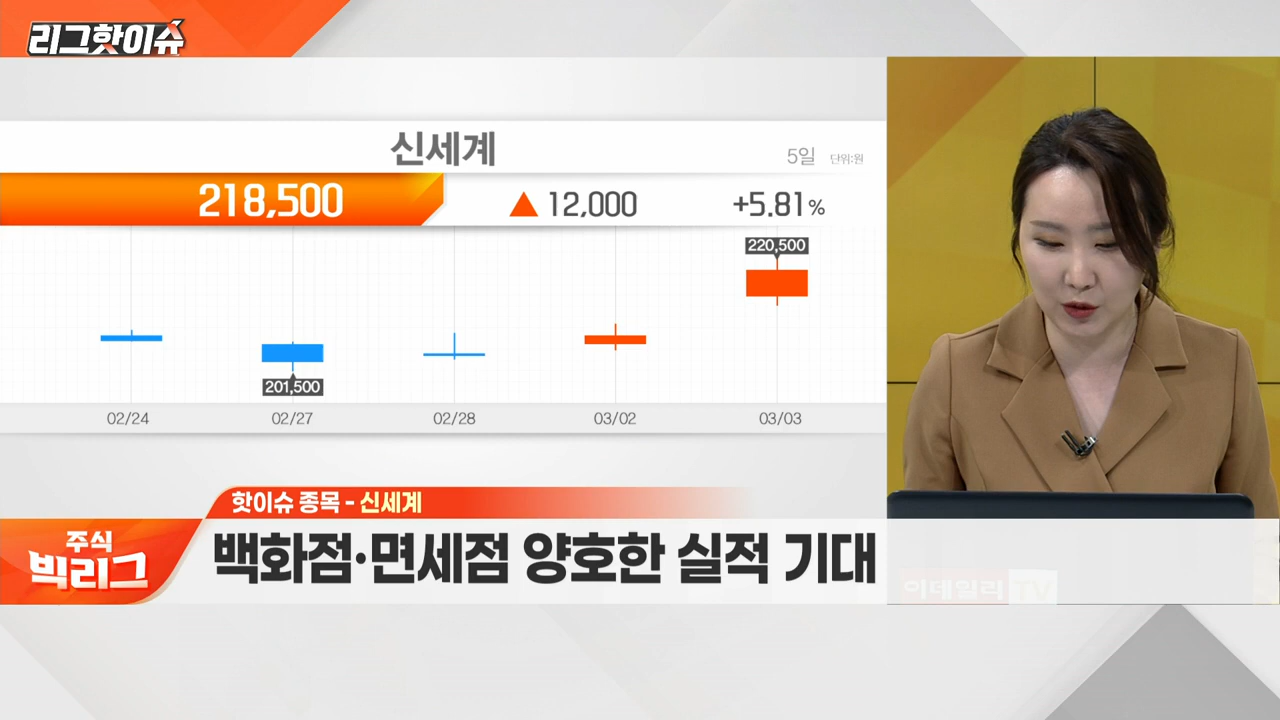 리그핫이슈
신세계
5일 단위:원
218,500 ▲ 12,000 +5.81%
220,500
201,500
02/24 02/27 02/28 03/02 03/03
핫이슈 종목 - 신세계
주식
빅리그
백화점·면세점 양호한 실적 기대
이데일리 TV